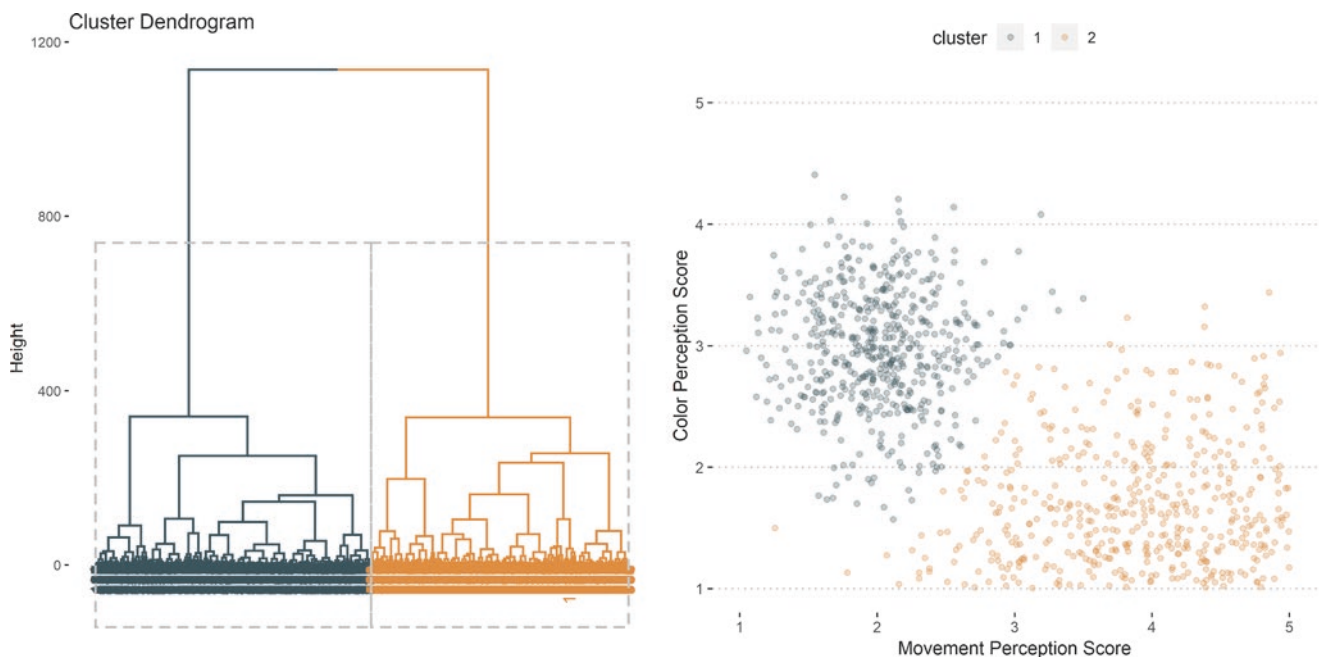 Cluster Dendrogram
1200
800
400
0
Height
cluster 1 2
5
4
3
2
1
Color Perception Score
1 2 3 4 5
Movement Perception Score